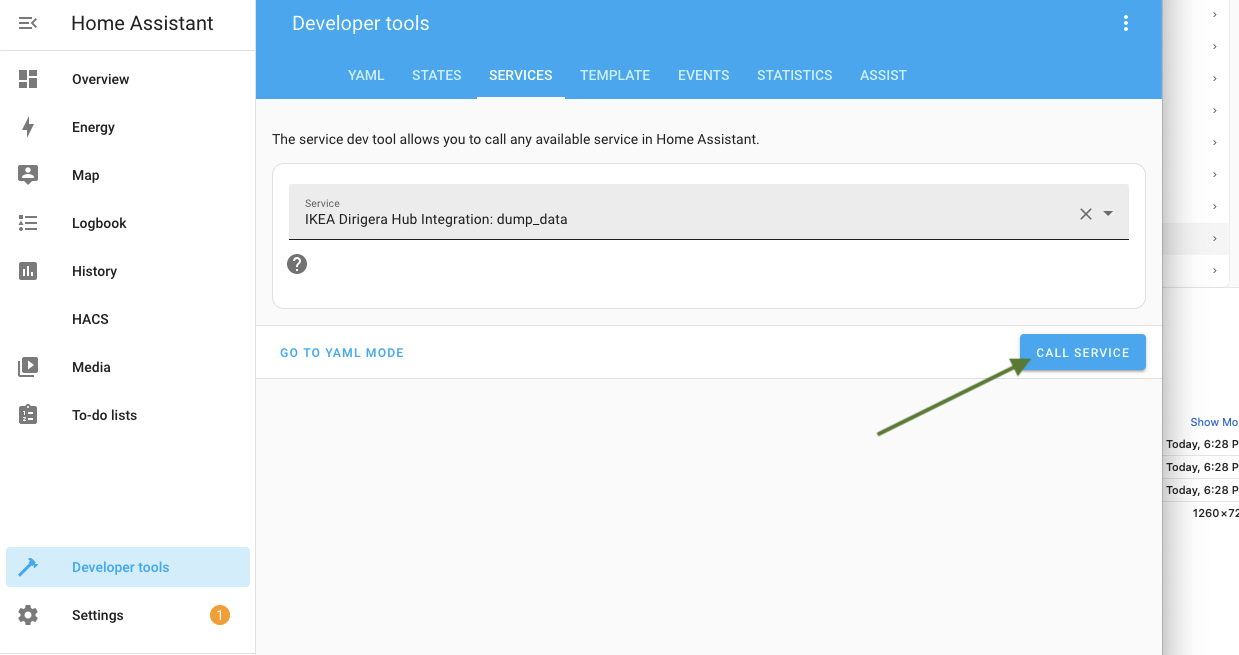 Home Assistant
Overview
Energy
Map
Logbook
History
HACS
Media
To-do lists
Developer tools
Settings
1
Developer tools
YAML STATES SERVICES TEMPLATE EVENTS STATISTICS ASSIST
The service dev tool allows you to call any available service in Home Assistant.
Service
IKEA Dirigera Hub Integration: dump_data
GO TO YAML MODE
CALL SERVICE
Show Mo
Today, 6:28 P
Today, 6:28 P
Today, 6:28 P
1260×72